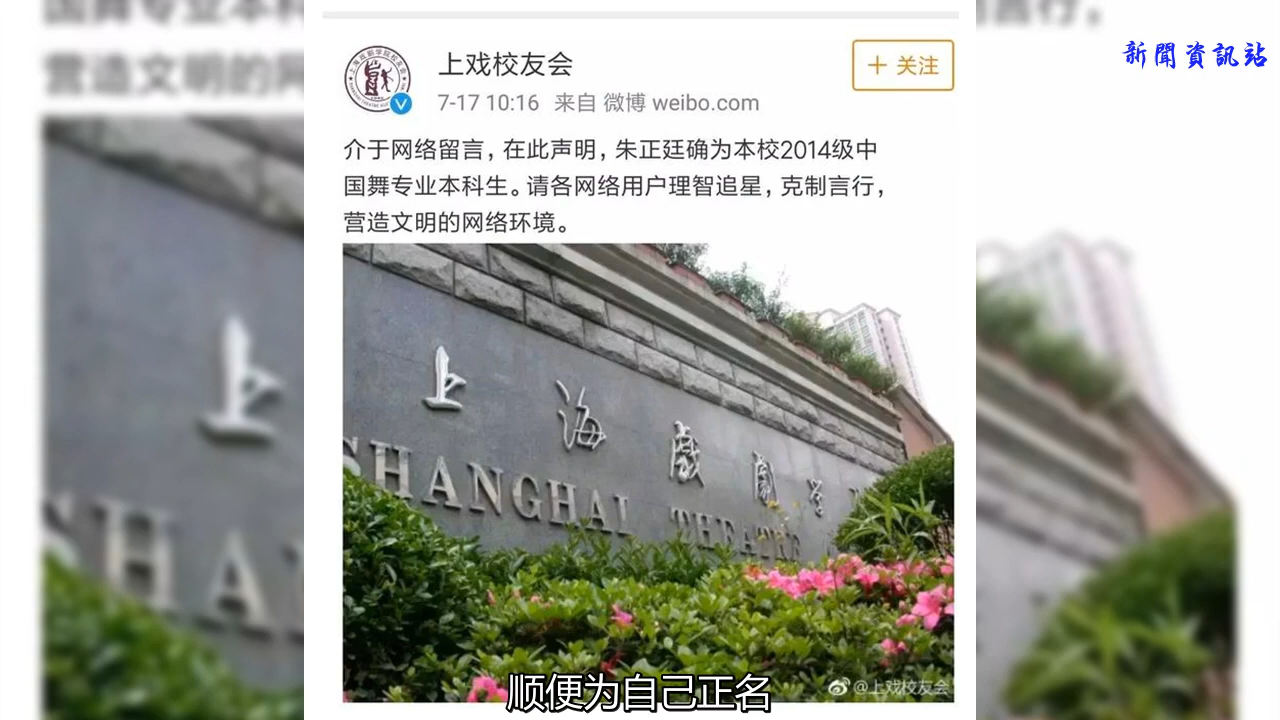 新聞資訊站
上戏校友会
+ 关注
7-17 10:16 来自 微博 weibo.com
介于网络留言，在此声明，朱正廷确为本校2014级中
国舞专业本科生。请各网络用户理智追星，克制言行，
营造文明的网络环境。
上海戲劇学
SHANGHAI THEATRE
@上戏校友会
顺便为自己正名